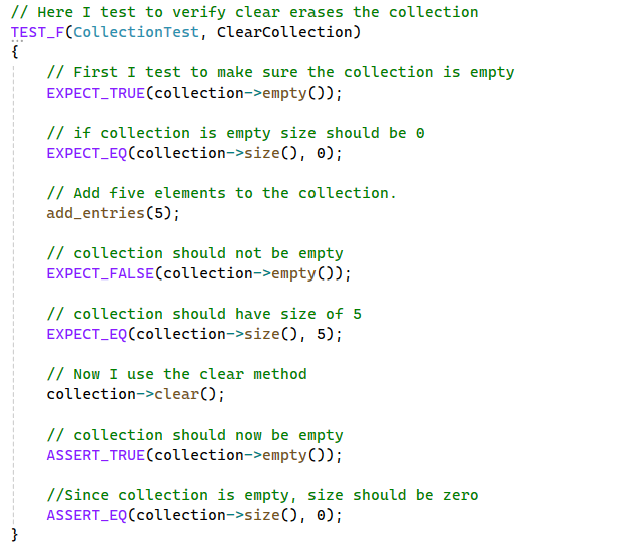 // Here I test to verify clear erases the collection
TEST_F(CollectionTest, ClearCollection)
{
// First I test to make sure the collection is empty
EXPECT_TRUE(collection->empty());
// if collection is empty size should be 0
EXPECT_EQ(collection->size(), 0);
// Add five elements to the collection.
add_entries(5);
// collection should not be empty
EXPECT_FALSE(collection->empty());
// collection should have size of 5
EXPECT_EQ(collection->size(), 5);
// Now I use the clear method
collection->clear();
// collection should now be empty
ASSERT_TRUE(collection->empty());
//Since collection is empty, size should be zero
ASSERT_EQ(collection->size(), 0);
}